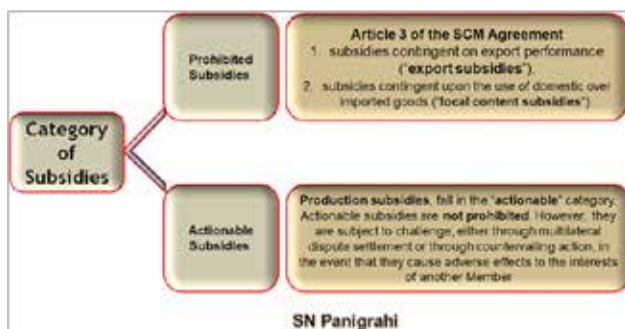 Category
of
Subsidies
Prohibited
Subsidies
Article 3 of the SCM Agreement
1. subsidies contingent on export performance
("export subsidies").
2. subsidies contingent upon the use of domestic over
imported goods ("local content subsidies")
Actionable
Subsidies
Production subsidies, fall in the "actionable" category.
Actionable subsidies are not prohibited. However, they
are subject to challenge, either through multilateral
dispute settlement or through countervailing action, in
the event that they cause adverse effects to the interests
of another Member
SN Panigrahi